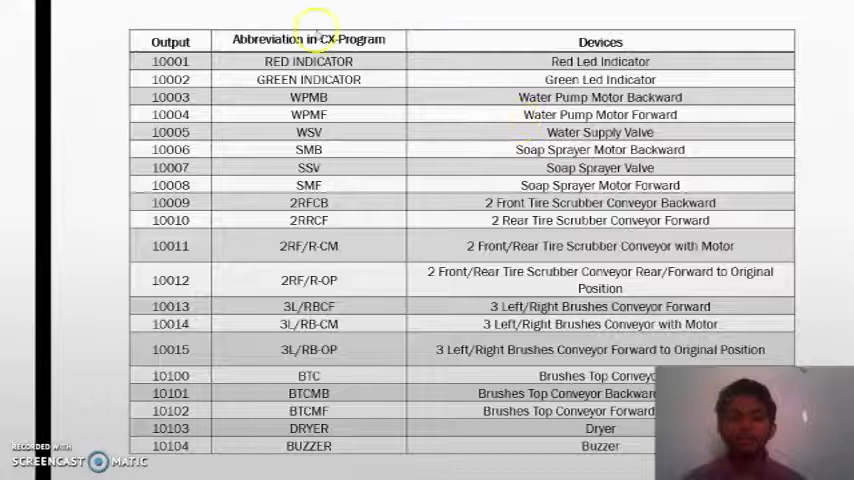 Output Abbreviation in CX-Program Devices
10001 RED INDICATOR Red Led Indicator
10002 GREEN INDICATOR Green Led Indicator
10003 WPMB Water Pump Motor Backward
10004 WPMF Water Pump Motor Forward
10005 WSV Water Supply Valve
10006 SMB Soap Sprayer Motor Backward
10007 SSV Soap Sprayer Valve
10008 SMF Soap Sprayer Motor Forward
10009 2RFCB 2 Front Tire Scrubber Conveyor Backward
10010 2RRCF 2 Rear Tire Scrubber Conveyor Forward
10011 2RF/R-CM 2 Front/Rear Tire Scrubber Conveyor with Motor
10012 2RF/R-OP 2 Front/Rear Tire Scrubber Conveyor Rear/Forward to Original
Position
10013 3L/RBCF 3 Left/Right Brushes Conveyor Forward
10014 3L/RB-CM 3 Left/Right Brushes Conveyor with Motor
10015 3L/RB-OP 3 Left/Right Brushes Conveyor Forward to Original Position
10100 BTC Brushes Top Conveyo
10101 BTCMB Brushes Top Conveyor Backward
10102 BTCMF Brushes Top Conveyor Forward
10103 DRYER Dryer
10104 BUZZER Buzzer
RECORDED WITH
SCREENCAST MATIC